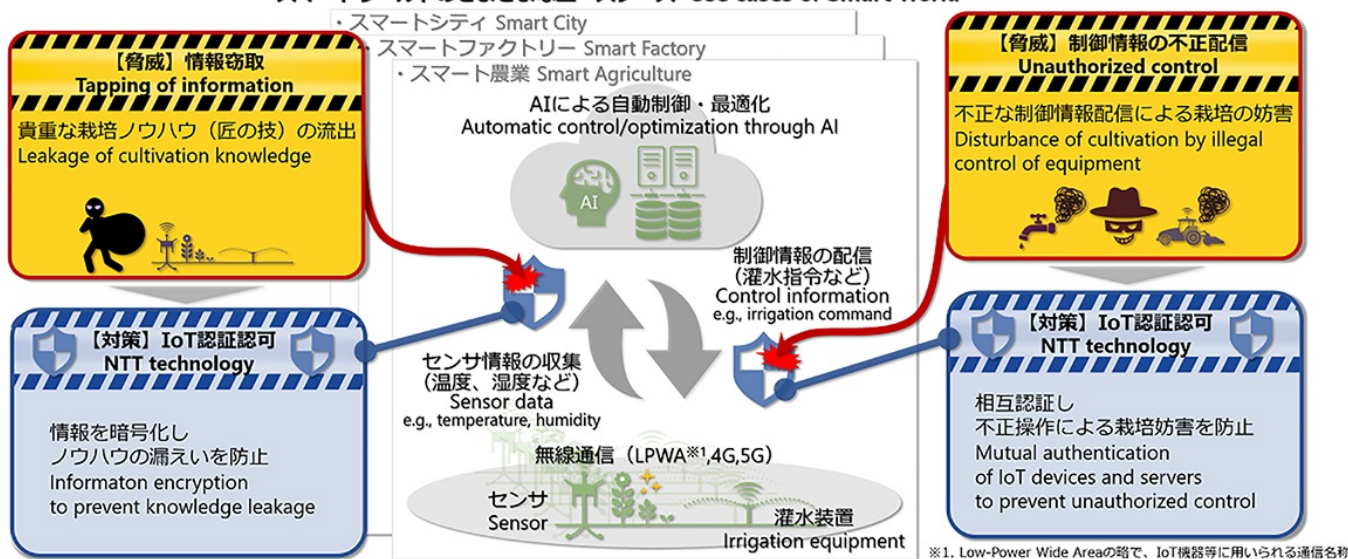 ・スマートシティ Smart City
・スマートファクトリー Smart Factory
・スマート農業 Smart Agriculture
【脅威】情報窃取
Tapping of information
貴重な栽培ノウハウ（匠の技）の流出
Leakage of cultivation knowledge
【対策】IoT認証認可
NTT technology
情報を暗号化し
ノウハウの漏えいを防止
Informaton encryption
to prevent knowledge leakage
AIによる自動制御・最適化
Automatic control/optimization through AI
AI
制御情報の配信
（灌水指令など）
Control information
e.g., irrigation command
センサ情報の収集
（温度、湿度など）
Sensor data
e.g., temperature, humidity
無線通信（LPWA※1,4G,5G）
センサ
Sensor
灌水装置
Irrigation equipment
【脅威】制御情報の不正配信
Unauthorized control
不正な制御情報配信による栽培の妨害
Disturbance of cultivation by illegal
control of equipment
【対策】IoT認証認可
NTT technology
相互認証し
不正操作による栽培妨害を防止
Mutual authentication
of IoT devices and servers
to prevent unauthorized control
※1. Low-Power Wide Areaの略で、IoT機器等に用いられる通信名称